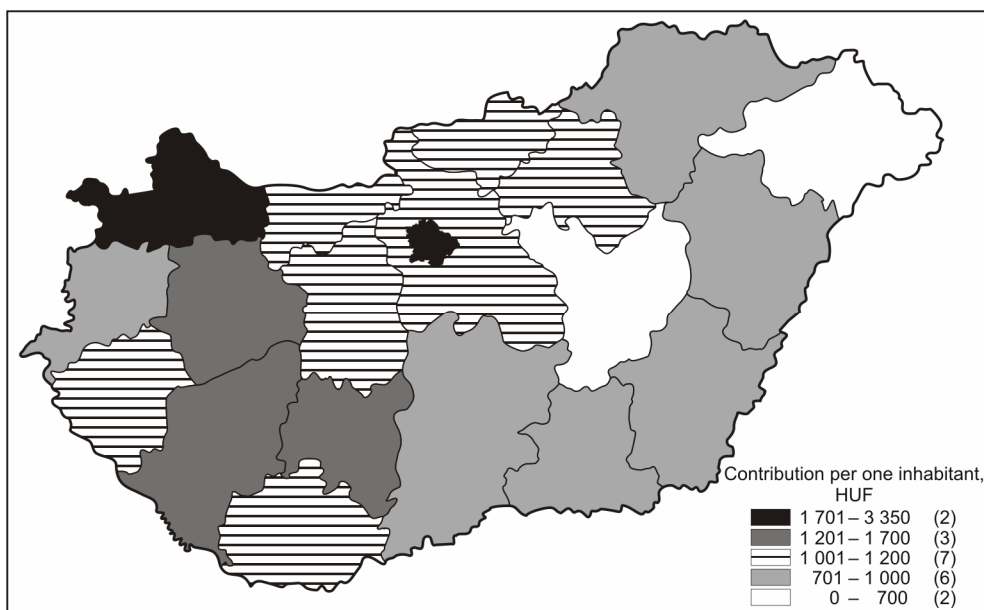 Contribution per one inhabitant,
HUF
1 701 – 3 350 (2)
1 201 – 1 700 (3)
1 001 – 1 200 (7)
701 – 1 000 (6)
0 – 700 (2)